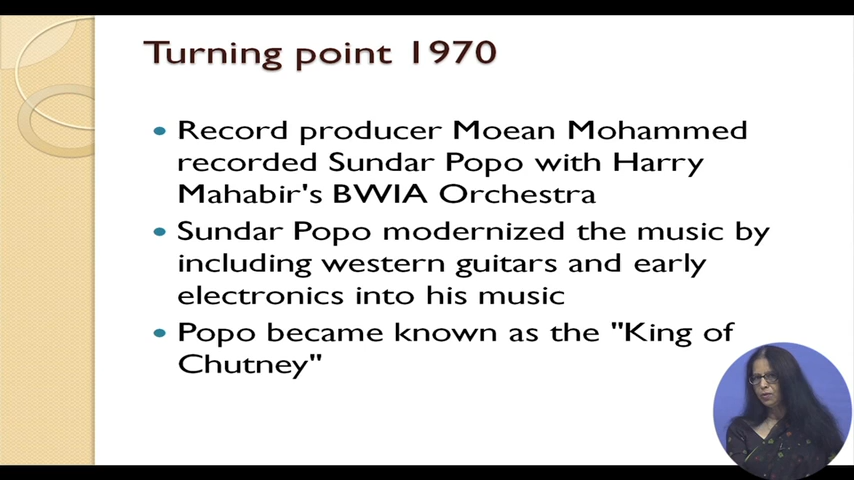 Turning point 1970
• Record producer Moean Mohammed
recorded Sundar Popo with Harry
Mahabir's BWIA Orchestra
• Sundar Popo modernized the music by
including western guitars and early
electronics into his music
• Popo became known as the "King of
Chutney"